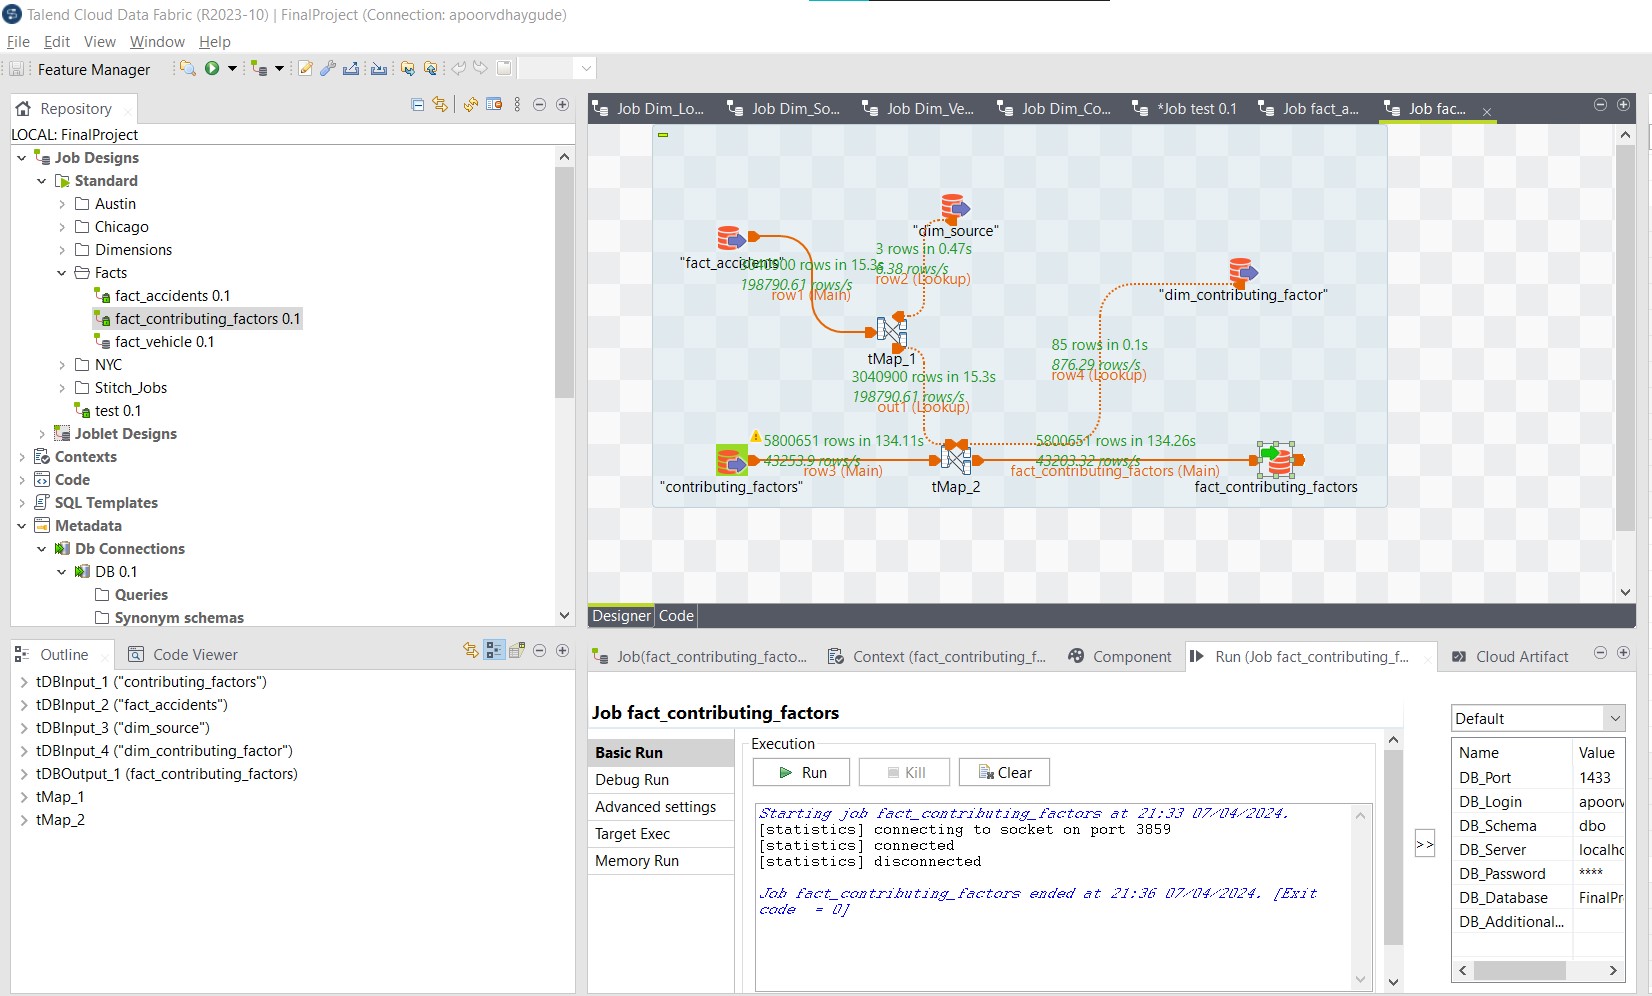 Talend Cloud Data Fabric (R2023-10) | FinalProject (Connection: apoorvdhaygude)
File Edit View Window Help
Feature Manager
Repository
LOCAL: FinalProject
Job Designs
Standard
Austin
Chicago
Dimensions
Facts
fact_accidents 0.1
fact_contributing_factors 0.1
fact_vehicle 0.1
NYC
Stitch_Jobs
test 0.1
Joblet Designs
Contexts
Code
SQL Templates
Metadata
Db Connections
DB 0.1
Queries
Synonym schemas
Job Dim_Lo... Job Dim_So... Job Dim_Ve... Job Dim_Co... *Job test 0.1 Job fact_a... Job fac...
"dim_source"
3 rows in 0.47s
6.38 rows/s
row2 (Lookup)
"fact_accidents"
3040900 rows in 15.3s
198790.61 rows/s
row1 (Main)
"dim_contributing_factor"
85 rows in 0.1s
876.29 rows/s
row4 (Lookup)
tMap_1
3040900 rows in 15.3s
198790.61 rows/s
out1 (Lookup)
5800651 rows in 134.11s
43253.9 rows/s
row3 (Main)
5800651 rows in 134.26s
43203.32 rows/s
fact_contributing_factors (Main)
"contributing_factors"
tMap_2
fact_contributing_factors
Designer Code
Outline Code Viewer
tDBInput_1 ("contributing_factors")
tDBInput_2 ("fact_accidents")
tDBInput_3 ("dim_source")
tDBInput_4 ("dim_contributing_factor")
tDBOutput_1 (fact_contributing_factors)
tMap_1
tMap_2
Job(fact_contributing_facto... Context (fact_contributing_f... Component Run (Job fact_contributing_f... Cloud Artifact
Job fact_contributing_factors
Basic Run
Debug Run
Advanced settings
Target Exec
Memory Run
Execution
Run Kill Clear
Starting job fact_contributing_factors at 21:33 07/04/2024.
[statistics] connecting to socket on port 3859
[statistics] connected
[statistics] disconnected
Job fact_contributing_factors ended at 21:36 07/04/2024. [Exit
code = 0]
>>
Default
Name Value
DB_Port 1433
DB_Login apoorv
DB_Schema dbo
DB_Server localhc
DB_Password ****
DB_Database FinalPr
DB_Additional...